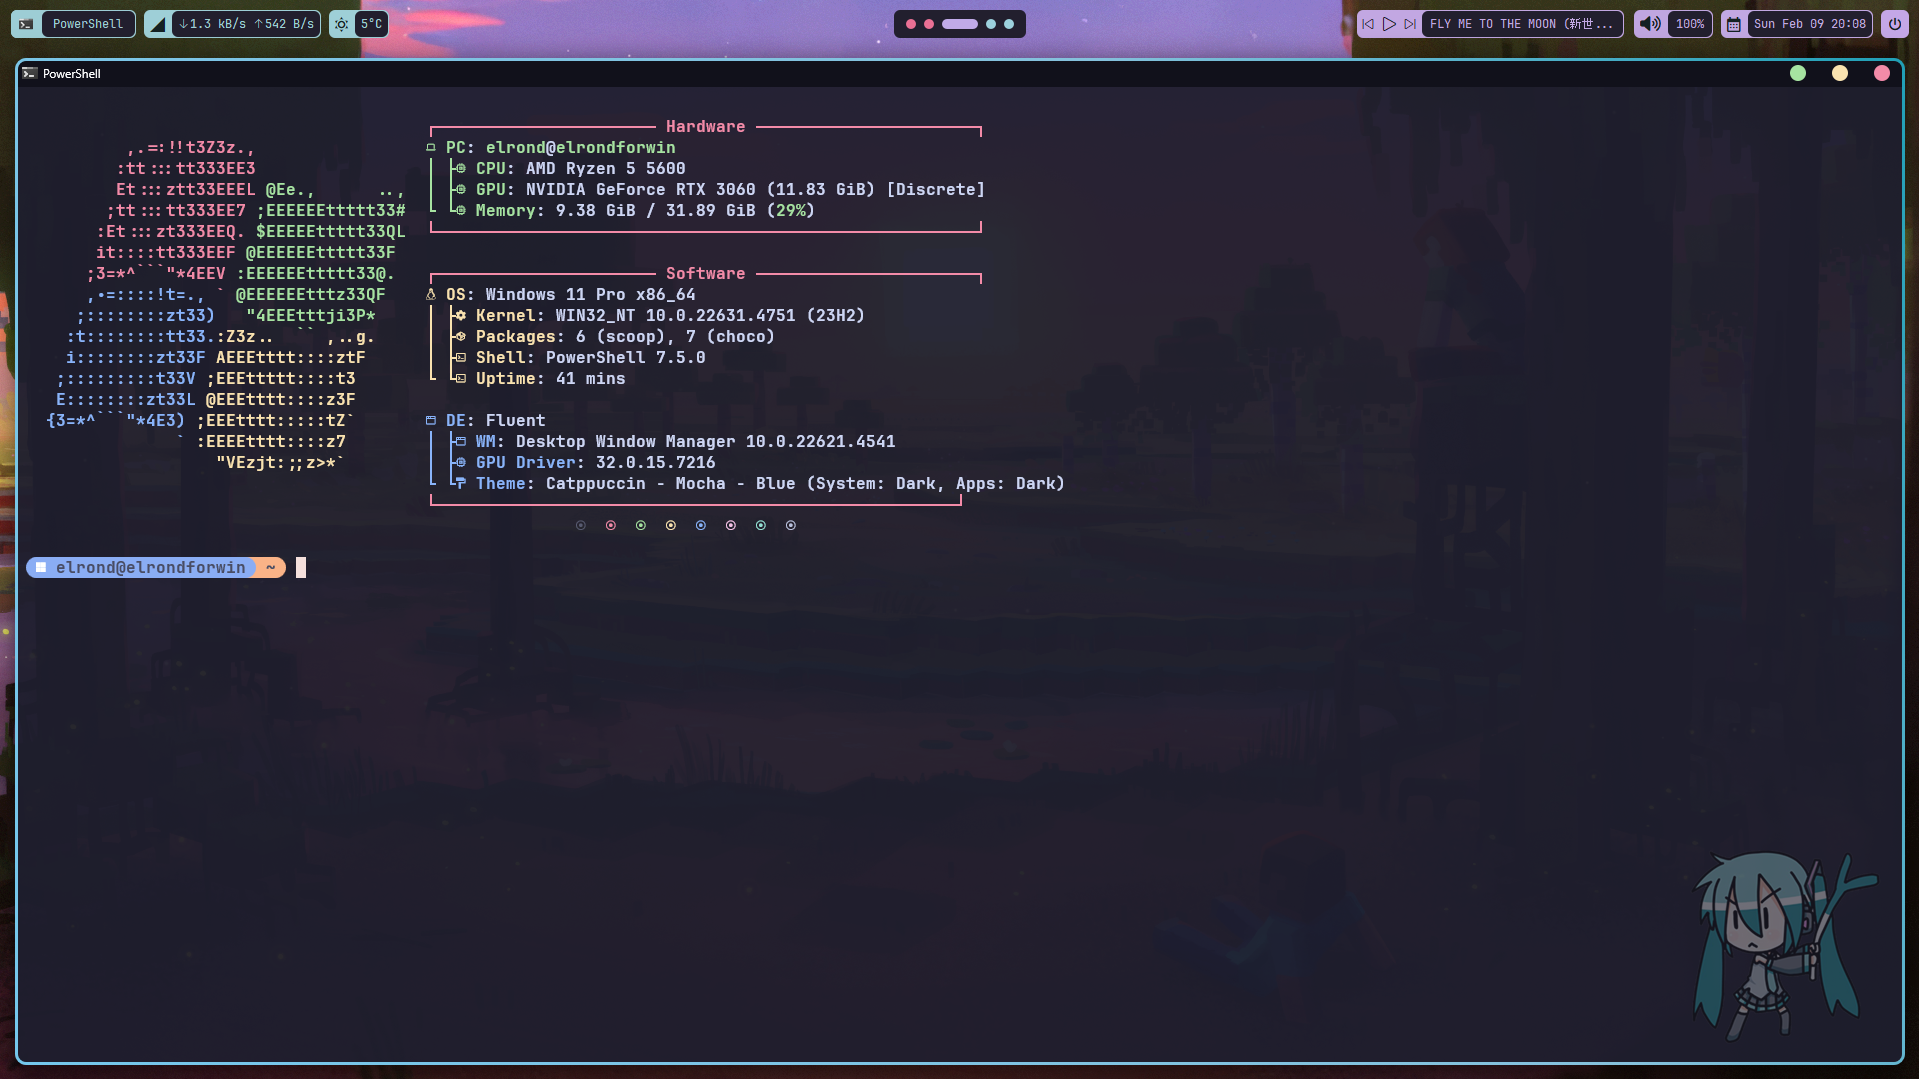 PowerShell
↓1.3 kB/s ↑542 B/s
5°C
FLY ME TO THE MOON (新世...
100%
Sun Feb 09 20:08
PowerShell
Hardware
PC: elrond@elrondforwin
CPU: AMD Ryzen 5 5600
GPU: NVIDIA GeForce RTX 3060 (11.83 GiB) [Discrete]
Memory: 9.38 GiB / 31.89 GiB (29%)
Software
OS: Windows 11 Pro x86_64
Kernel: WIN32_NT 10.0.22631.4751 (23H2)
Packages: 6 (scoop), 7 (choco)
Shell: PowerShell 7.5.0
Uptime: 41 mins
DE: Fluent
WM: Desktop Window Manager 10.0.22621.4541
GPU Driver: 32.0.15.7216
Theme: Catppuccin - Mocha - Blue (System: Dark, Apps: Dark)
,.=:!!t3Z3z.,
:tt:::tt333EE3
Et:::ztt33EEEL @Ee.,      ..,
;tt:::tt333EE7 ;EEEEEEttttt33#
:Et:::zt333EEQ. $EEEEEttttt33QL
it::::tt333EEF @EEEEEEttttt33F
;3=*^```"*4EEV :EEEEEEttttt33@.
,.=::::!t=., ` @EEEEEEtttz33QF
;::::::::zt33)   "4EEEtttji3P*
:t::::::::tt33.:Z3z..  ``  ,..g.
i::::::::zt33F AEEEtttt::::ztF
;:::::::::t33V ;EEEttttt::::t3
E::::::::zt33L @EEEtttt::::z3F
{3=*^```"*4E3) ;EEEtttt:::::tZ`
` :EEEEtttt::::z7
"VEzjt:;;z>*`
elrond@elrondforwin ~